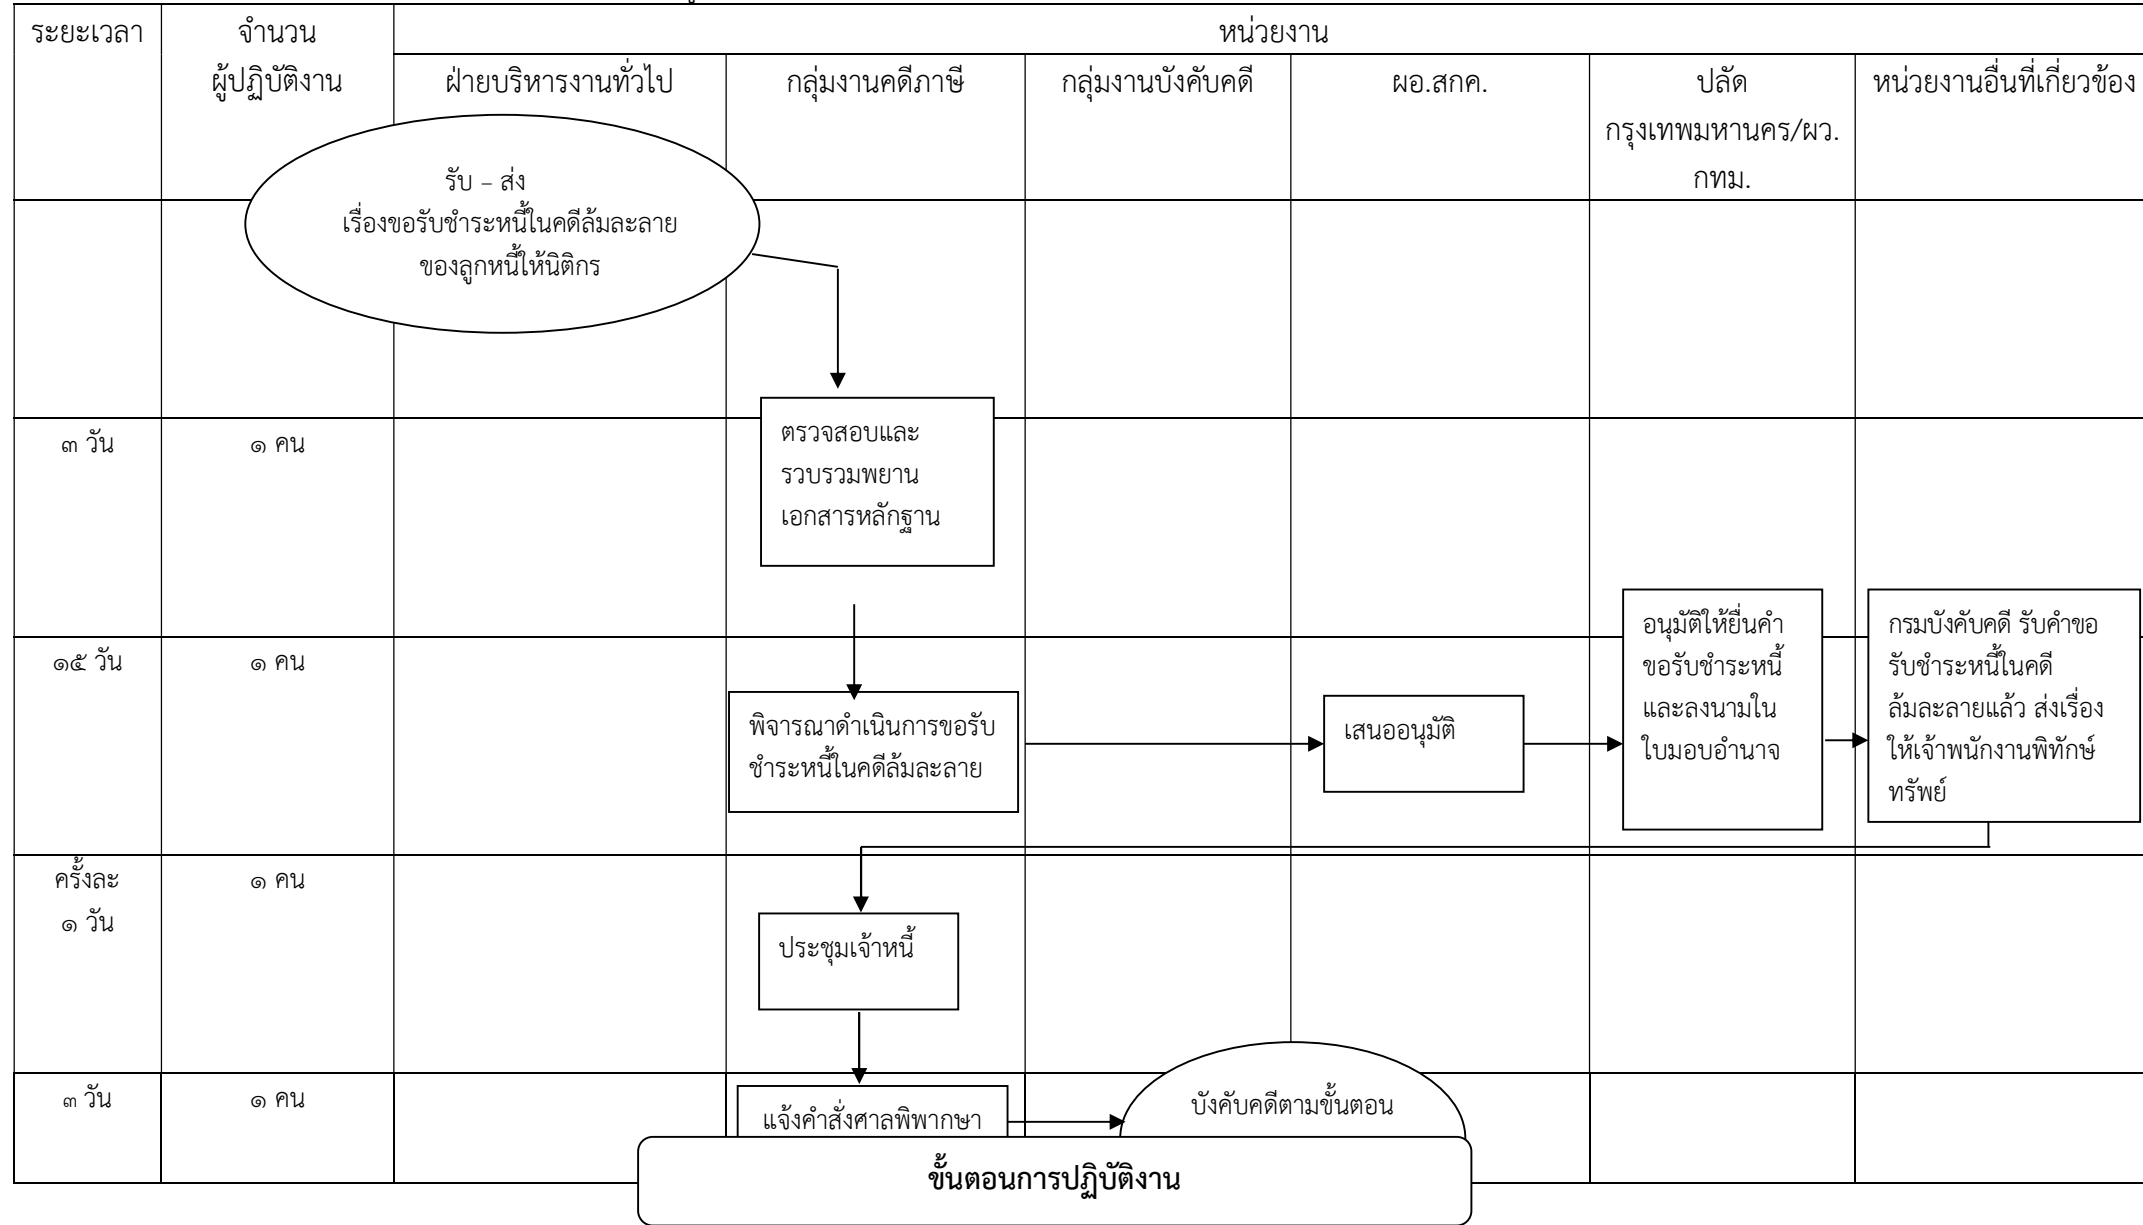 ระยะเวลา
จำนวน
ผู้ปฏิบัติงาน
หน่วยงาน
ฝ่ายบริหารงานทั่วไป
กลุ่มงานคดีภาษี
กลุ่มงานบังคับคดี
ผอ.สกค.
ปลัด
กรุงเทพมหานคร/ผว.
กทม.
หน่วยงานอื่นที่เกี่ยวข้อง
รับ – ส่ง
เรื่องขอรับชำระหนี้ในคดีล้มละลาย
ของลูกหนี้ให้นิติกร
๓ วัน
๑ คน
ตรวจสอบและ
รวบรวมพยาน
เอกสารหลักฐาน
๑๕ วัน
๑ คน
พิจารณาดำเนินการขอรับ
ชำระหนี้ในคดีล้มละลาย
เสนออนุมัติ
อนุมัติให้ยื่นคำ
ขอรับชำระหนี้
และลงนามใน
ใบมอบอำนาจ
กรมบังคับคดี รับคำขอ
รับชำระหนี้ในคดี
ล้มละลายแล้ว ส่งเรื่อง
ให้เจ้าพนักงานพิทักษ์
ทรัพย์
ครั้งละ
๑ วัน
๑ คน
ประชุมเจ้าหนี้
๓ วัน
๑ คน
แจ้งคำสั่งศาลพิพากษา
บังคับคดีตามขั้นตอน
ขั้นตอนการปฏิบัติงาน